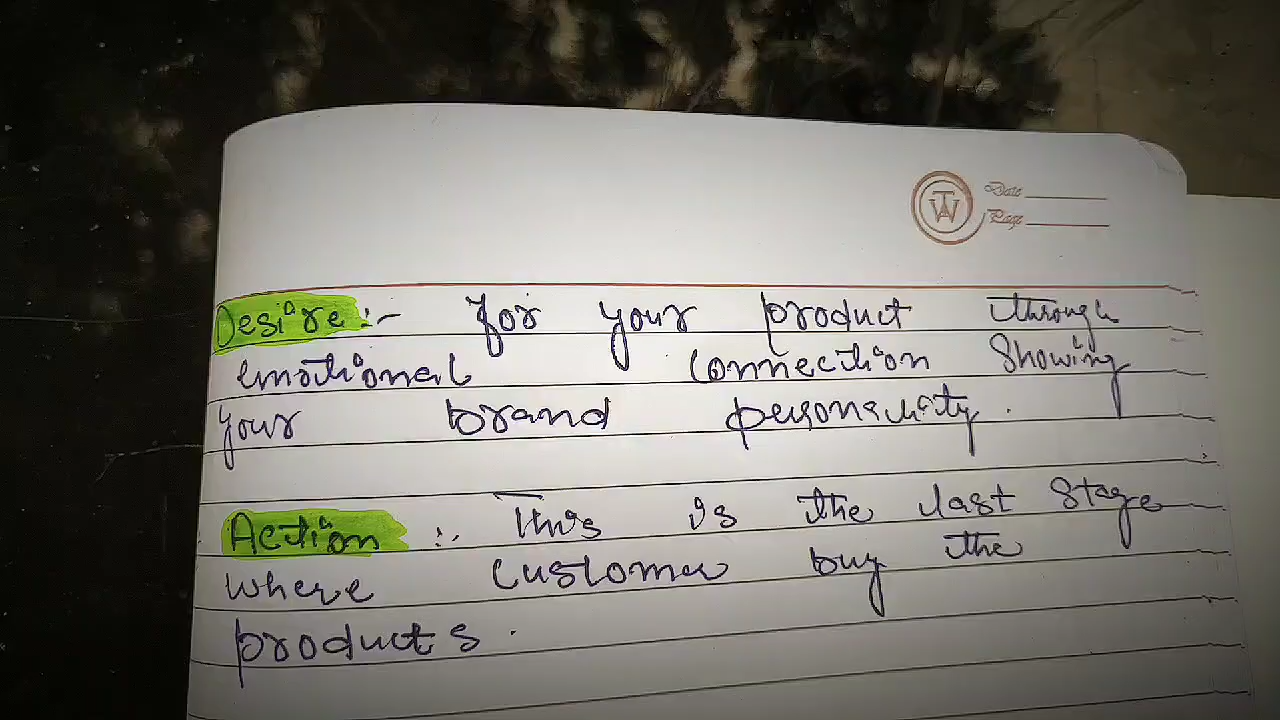 Date
Page
Desire :- for your product through
emotional connection showing
your brand personality.
Action :- This is the last stage
where customer buy the
products.